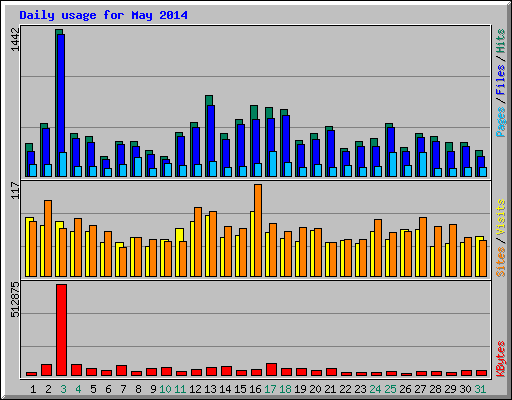 Daily usage for May 2014
1442
Pages / Files / Hits
117
Sites / Visits
512875
KBytes
1 2 3 4 5 6 7 8 9 10 11 12 13 14 15 16 17 18 19 20 21 22 23 24 25 26 27 28 29 30 31